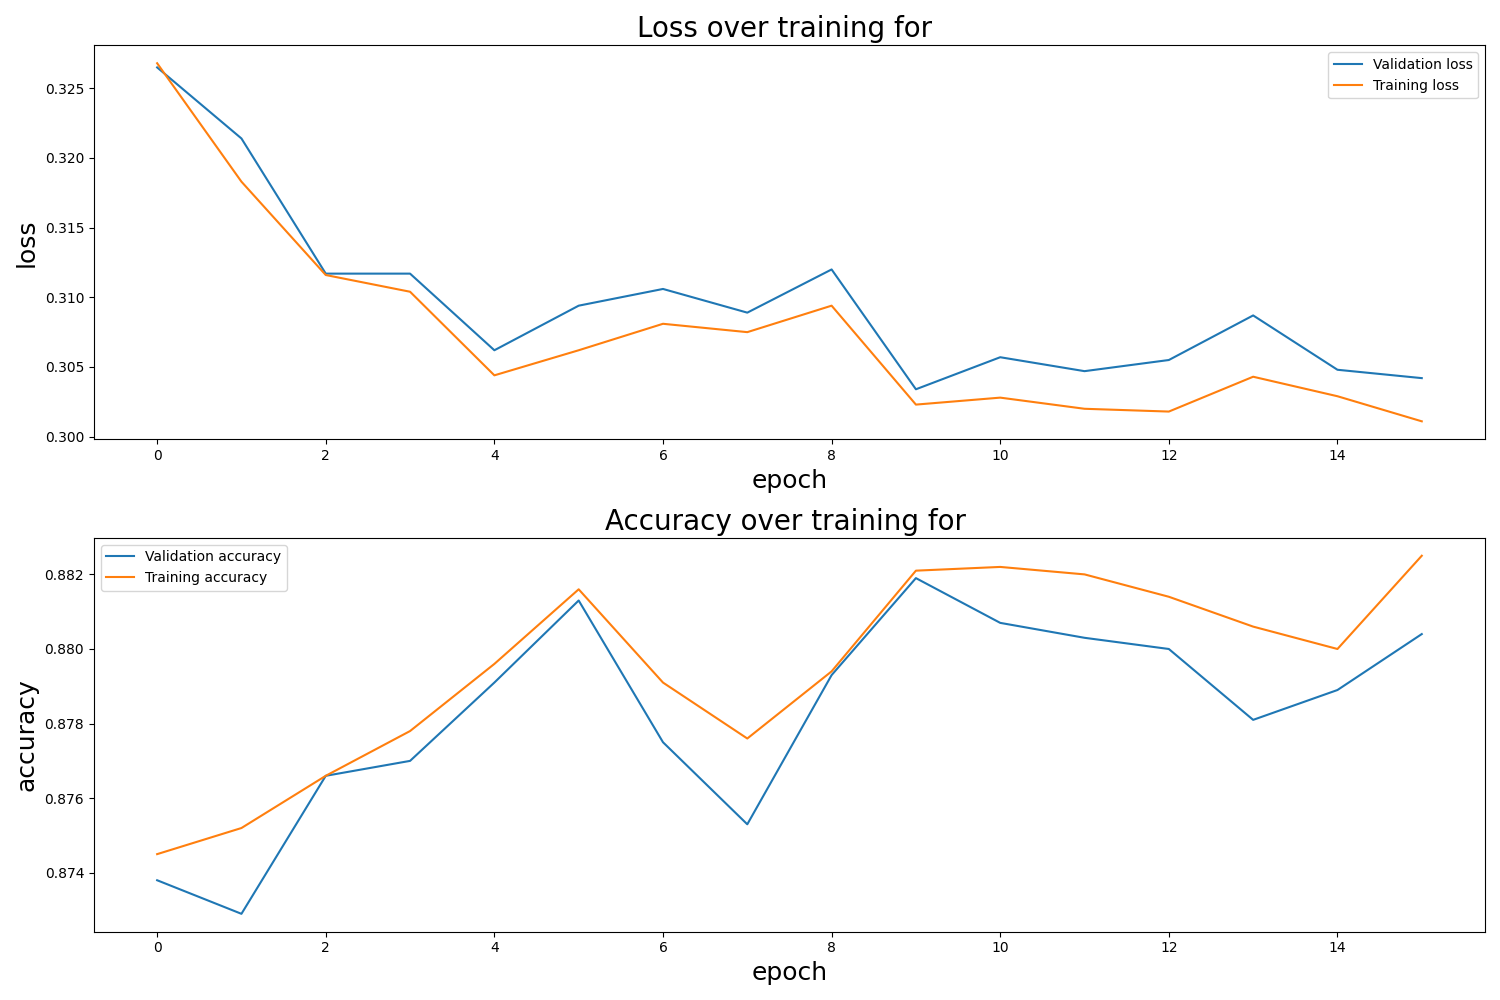 Loss over training for
Validation loss
Training loss
0.325
0.320
0.315
0.310
0.305
0.300
loss
0 2 4 6 8 10 12 14
epoch
Accuracy over training for
Validation accuracy
Training accuracy
0.882
0.880
0.878
0.876
0.874
accuracy
0 2 4 6 8 10 12 14
epoch